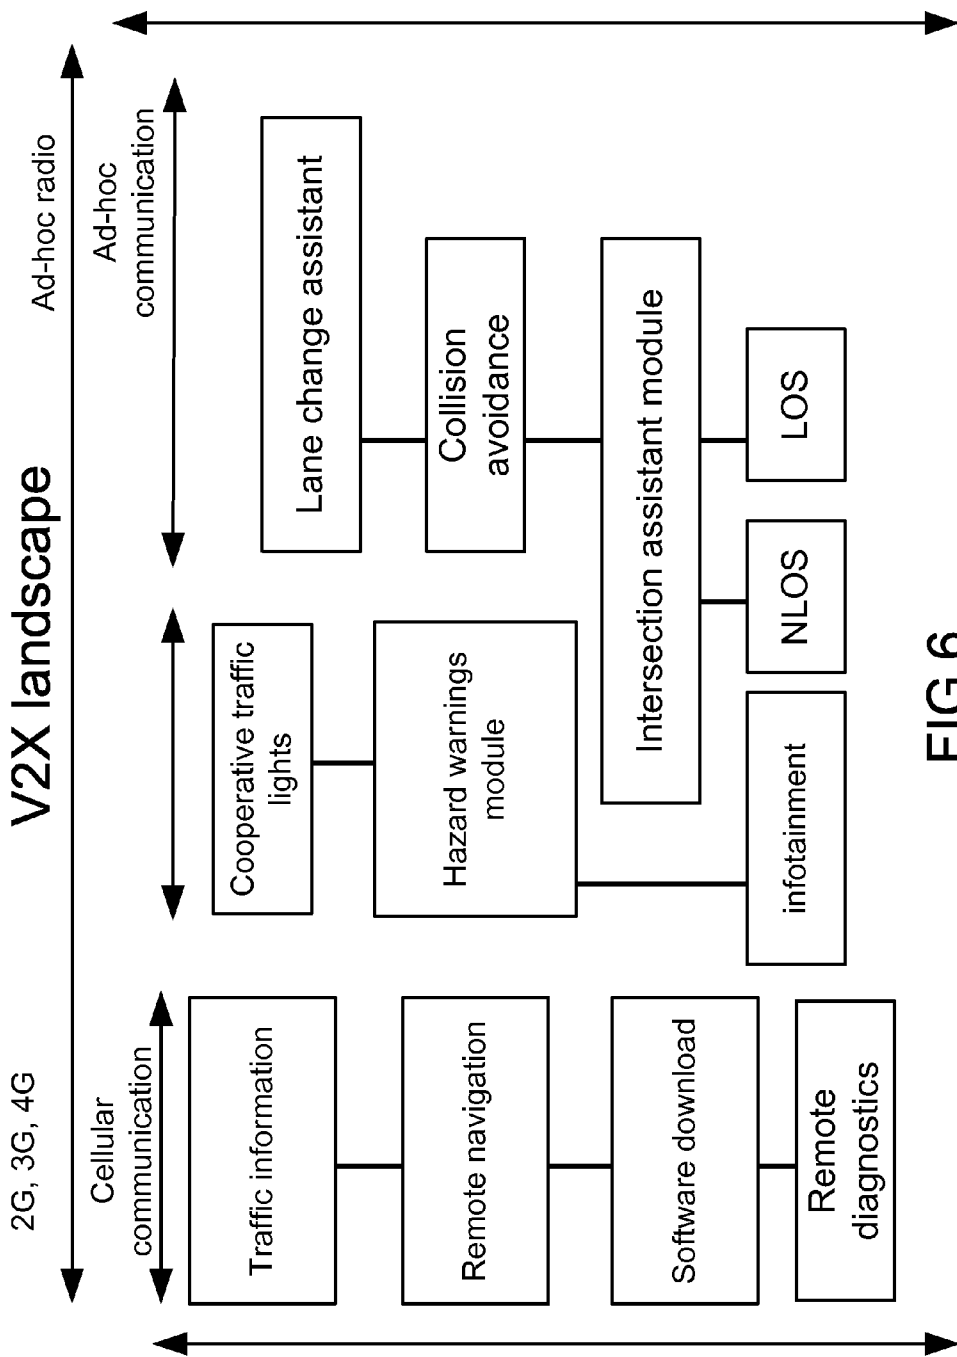 V2X landscape
2G, 3G, 4G
Ad-hoc radio
Cellular
communication
Ad-hoc
communication
Traffic information
Remote navigation
Software download
Remote
diagnostics
Cooperative traffic
lights
Hazard warnings
module
infotainment
Lane change assistant
Collision
avoidance
Intersection assistant module
NLOS
LOS
FIG 6